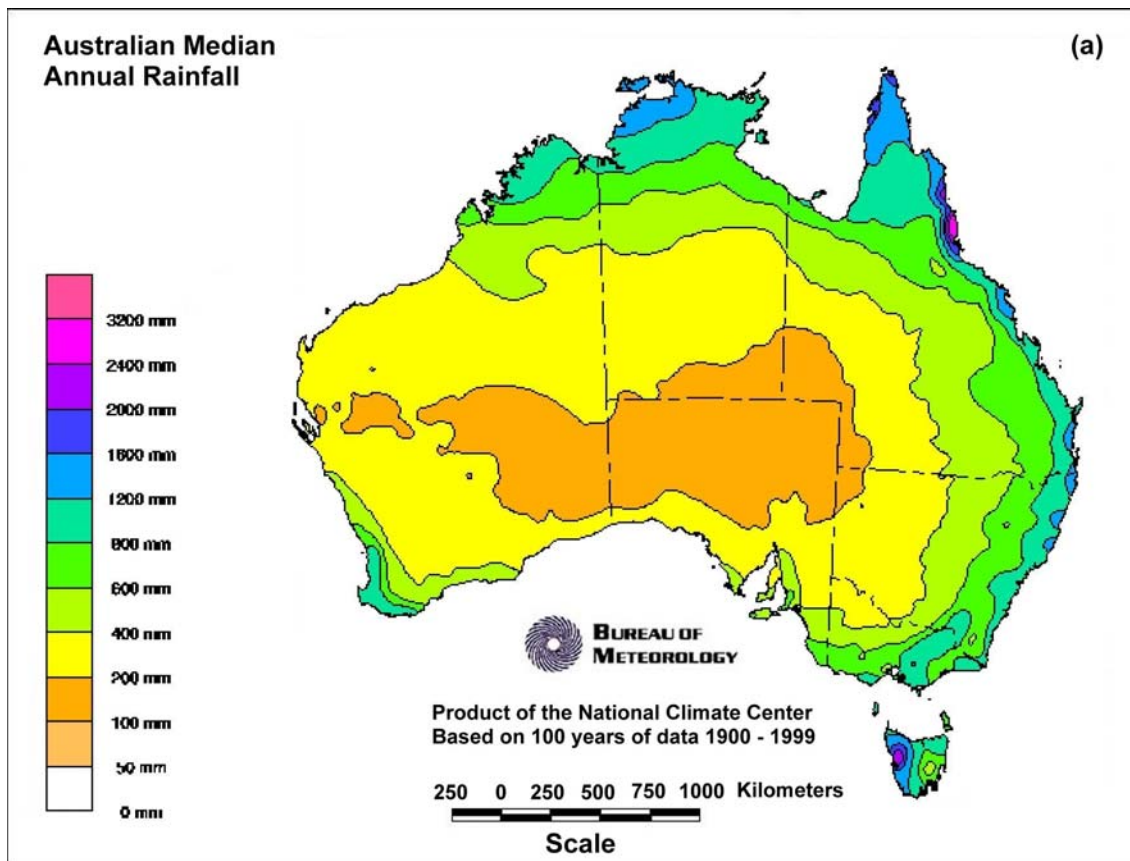 Australian Median
Annual Rainfall
(a)
3200 mm
2400 mm
2000 mm
1600 mm
1200 mm
800 mm
600 mm
400 mm
200 mm
100 mm
50 mm
0 mm
BUREAU OF
METEOROLOGY
Product of the National Climate Center
Based on 100 years of data 1900 - 1999
250 0 250 500 750 1000 Kilometers
Scale